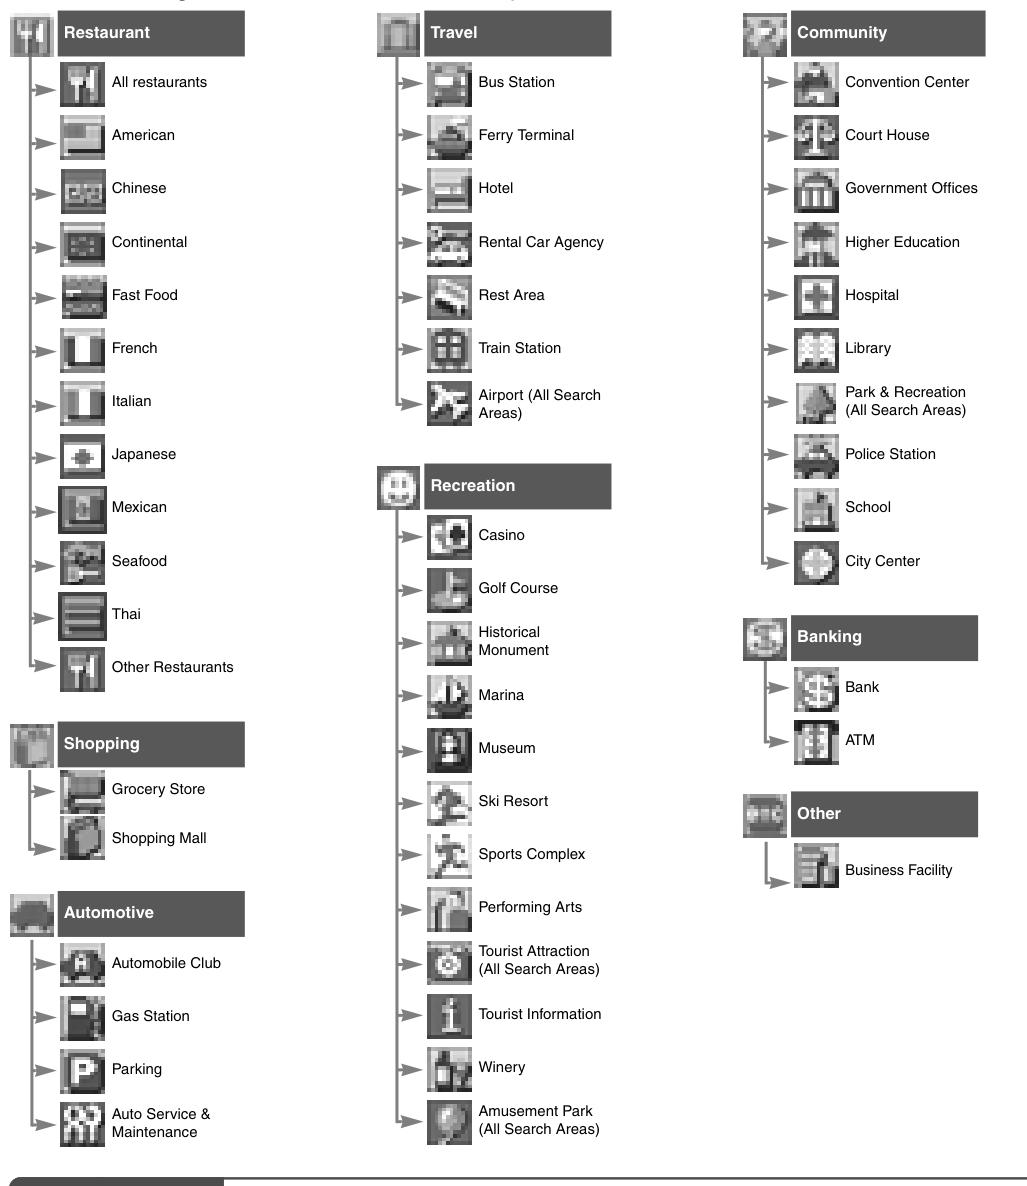 Restaurant
All restaurants
American
Chinese
Continental
Fast Food
French
Italian
Japanese
Mexican
Seafood
Thai
Other Restaurants
Shopping
Grocery Store
Shopping Mall
Automotive
Automobile Club
Gas Station
Parking
Auto Service &
Maintenance
Travel
Bus Station
Ferry Terminal
Hotel
Rental Car Agency
Rest Area
Train Station
Airport (All Search
Areas)
Recreation
Casino
Golf Course
Historical
Monument
Marina
Museum
Ski Resort
Sports Complex
Performing Arts
Tourist Attraction
(All Search Areas)
Tourist Information
Winery
Amusement Park
(All Search Areas)
Community
Convention Center
Court House
Government Offices
Higher Education
Hospital
Library
Park & Recreation
(All Search Areas)
Police Station
School
City Center
Banking
Bank
ATM
Other
Business Facility